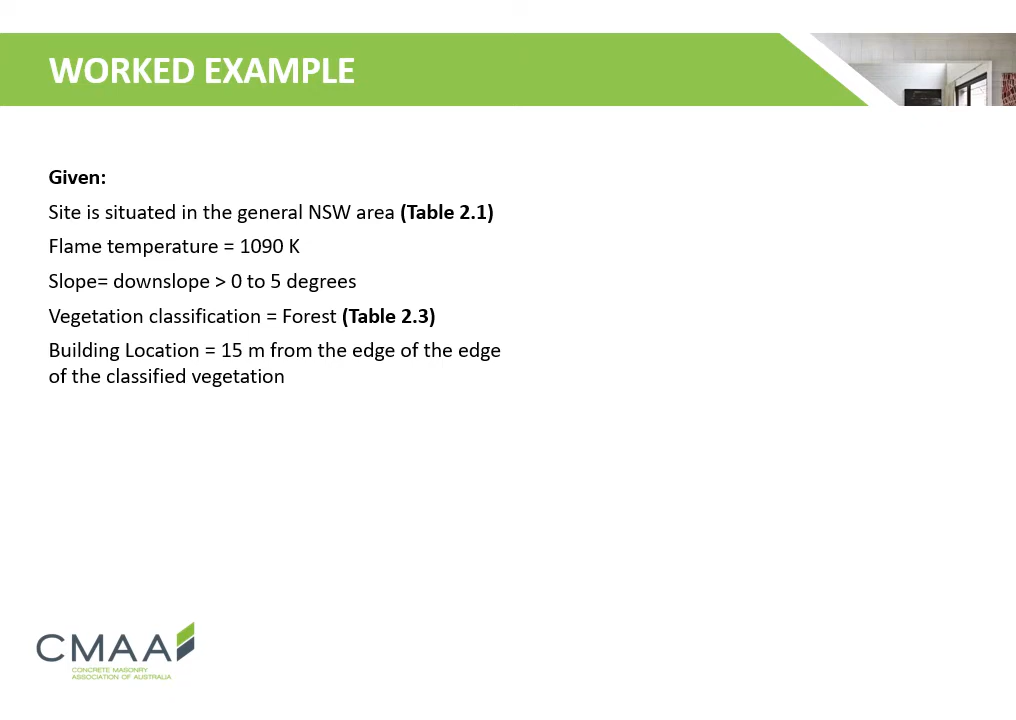 WORKED EXAMPLE
Given:
Site is situated in the general NSW area (Table 2.1)
Flame temperature = 1090 K
Slope= downslope > 0 to 5 degrees
Vegetation classification = Forest (Table 2.3)
Building Location = 15 m from the edge of the edge
of the classified vegetation
CMAA
CONCRETE MASONRY
ASSOCIATION OF AUSTRALIA